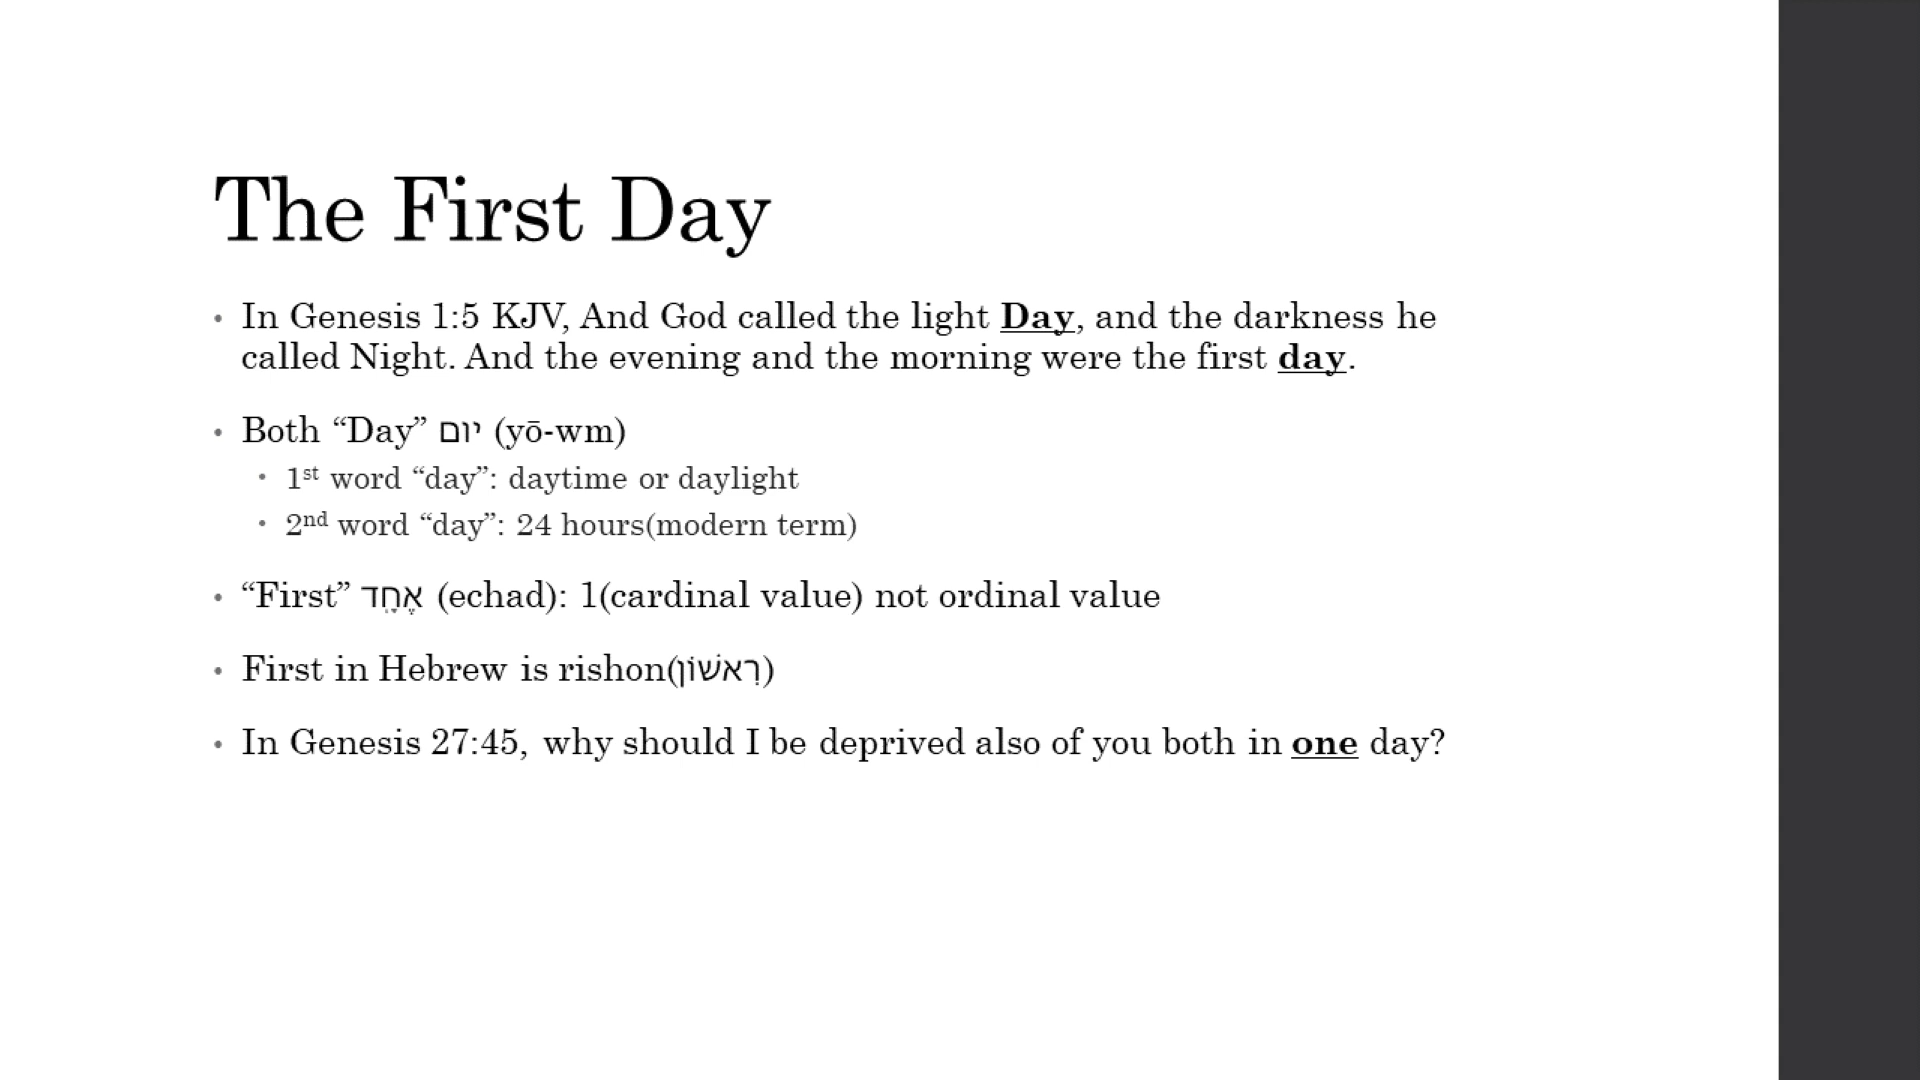 The First Day
• In Genesis 1:5 KJV, And God called the light Day, and the darkness he
called Night. And the evening and the morning were the first day.
• Both “Day” יום (yō-wm)
• 1st word “day”: daytime or daylight
• 2nd word “day”: 24 hours(modern term)
• “First” אֶחָֽד (echad): 1(cardinal value) not ordinal value
• First in Hebrew is rishon(רִאשׁוֹן)
• In Genesis 27:45, why should I be deprived also of you both in one day?